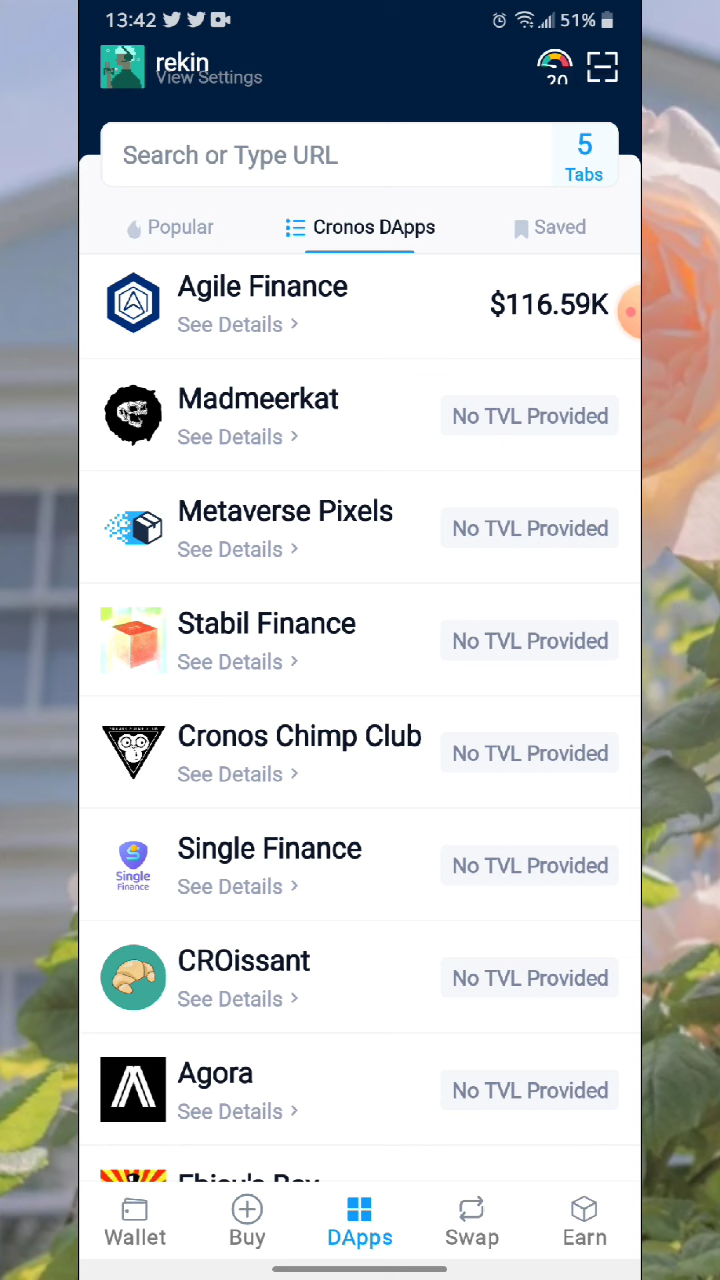 13:42
51%
rekin
View Settings
20
Search or Type URL
5
Tabs
Popular
Cronos DApps
Saved
Agile Finance
See Details
$116.59K
Madmeerkat
See Details
No TVL Provided
Metaverse Pixels
See Details
No TVL Provided
Stabil Finance
See Details
No TVL Provided
Cronos Chimp Club
See Details
No TVL Provided
Single
Finance
Single Finance
See Details
No TVL Provided
CROissant
See Details
No TVL Provided
Agora
See Details
No TVL Provided
Wallet
Buy
DApps
Swap
Earn